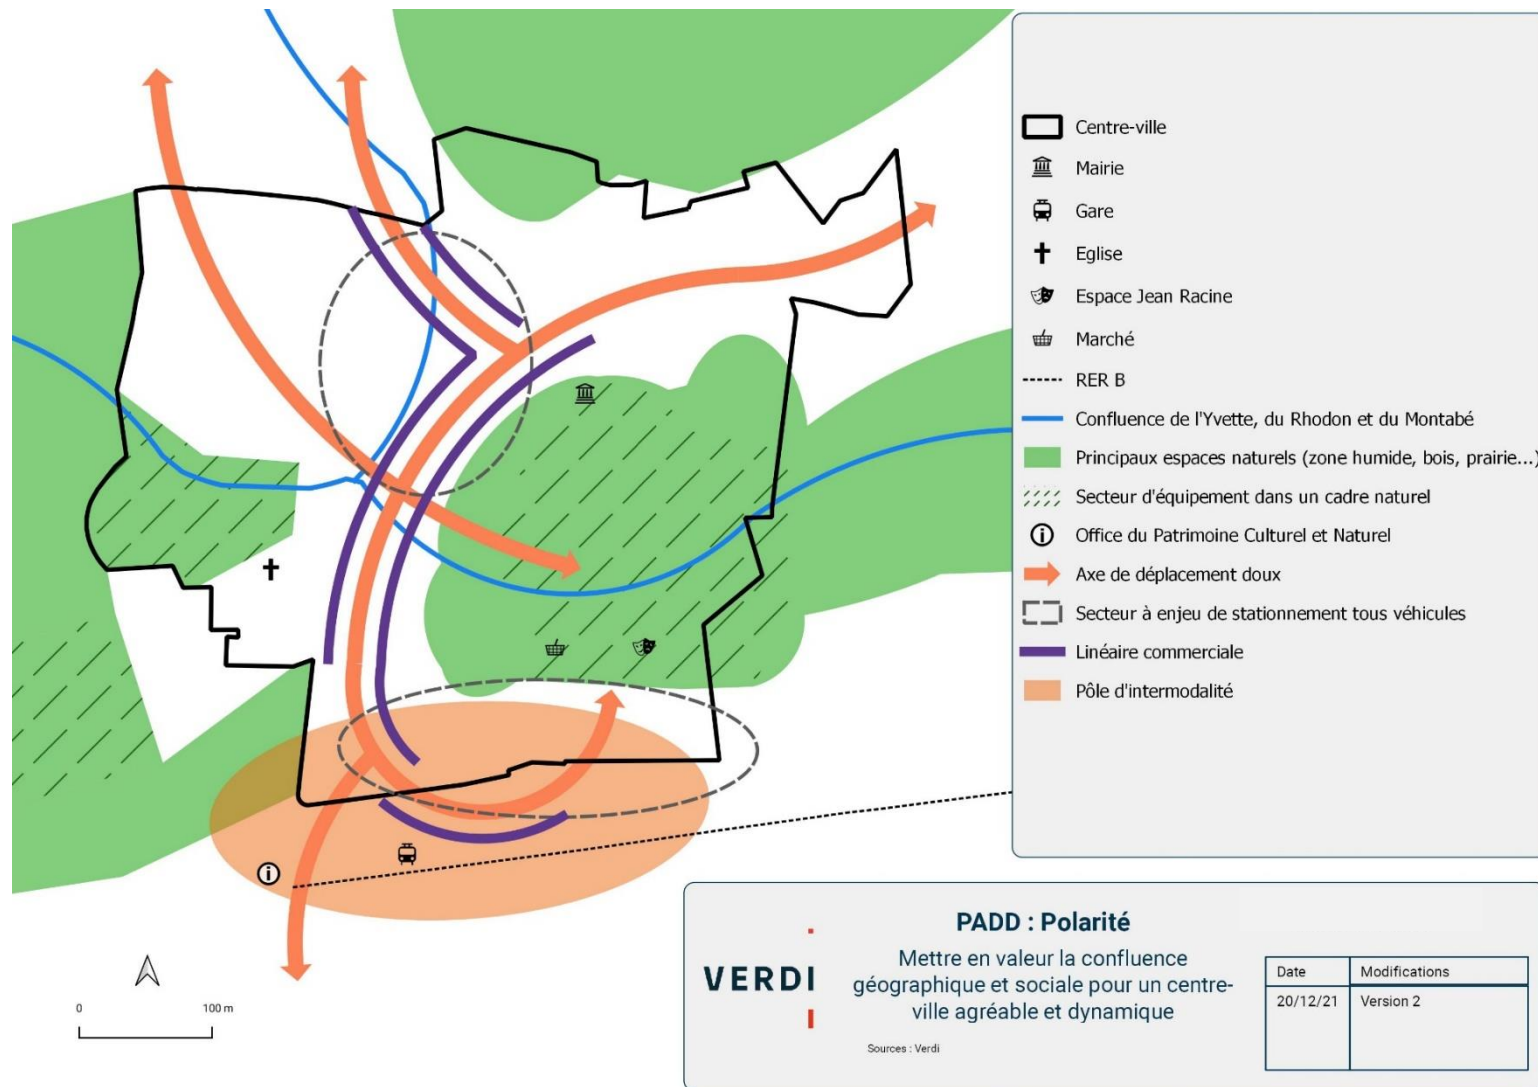 Centre-ville
Mairie
Gare
Eglise
Espace Jean Racine
Marché
RER B
Confluence de l'Yvette, du Rhodon et du Montabé
Principaux espaces naturels (zone humide, bois, prairie...)
Secteur d'équipement dans un cadre naturel
Office du Patrimoine Culturel et Naturel
Axe de déplacement doux
Secteur à enjeu de stationnement tous véhicules
Linéaire commerciale
Pôle d'intermodalité
0 100 m
VERDI
PADD : Polarité
Mettre en valeur la confluence
géographique et sociale pour un centre-
ville agréable et dynamique
Sources : Verdi
Date Modifications
20/12/21 Version 2